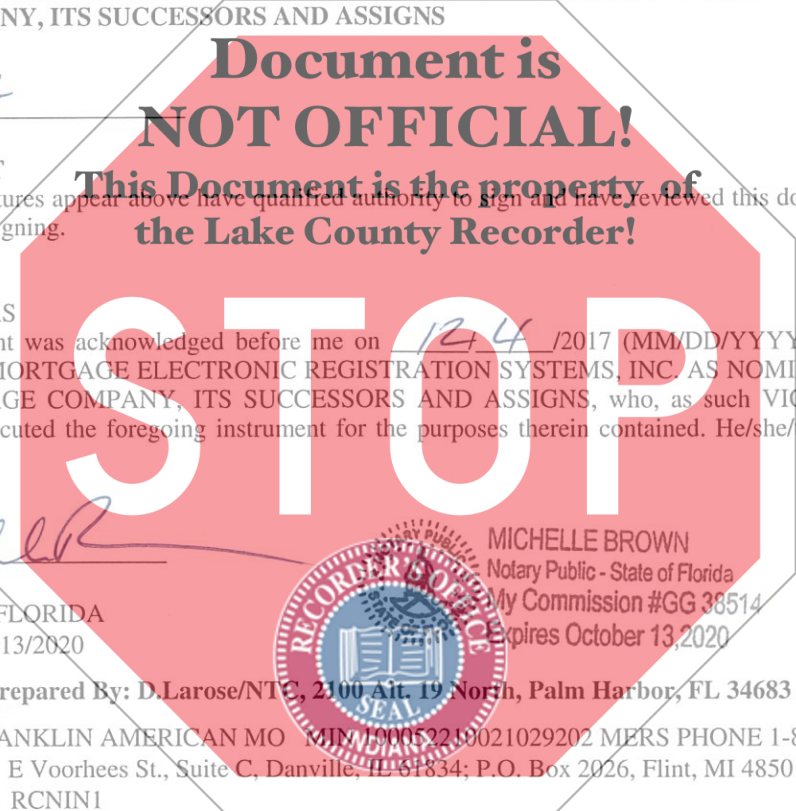 NY, ITS SUCCESSORS AND ASSIGNS
Document is
NOT OFFICIAL!
This Document is the property of
tures appear above have qualified authority to sign and have reviewed this do
gning.
the Lake County Recorder!
STOP
S
nt was acknowledged before me on 12 / 4 /2017 (MM/DD/YYYY
MORTGAGE ELECTRONIC REGISTRATION SYSTEMS, INC. AS NOMI
GE COMPANY, ITS SUCCESSORS AND ASSIGNS, who, as such VIC
cuted the foregoing instrument for the purposes therein contained. He/she/
MICHELLE BROWN
Notary Public - State of Florida
My Commission #GG 38514
Expires October 13,2020
RECORDER'S OFFICE
SEAL
INDIANA
FLORIDA
13/2020
repared By: D.Larose/NTC, 2100 Alt. 19 North, Palm Harbor, FL 34683
ANKLIN AMERICAN MO MIN 100052210021029202 MERS PHONE 1-8
E Voorhees St., Suite C, Danville, IL 61834; P.O. Box 2026, Flint, MI 4850
RCNIN1